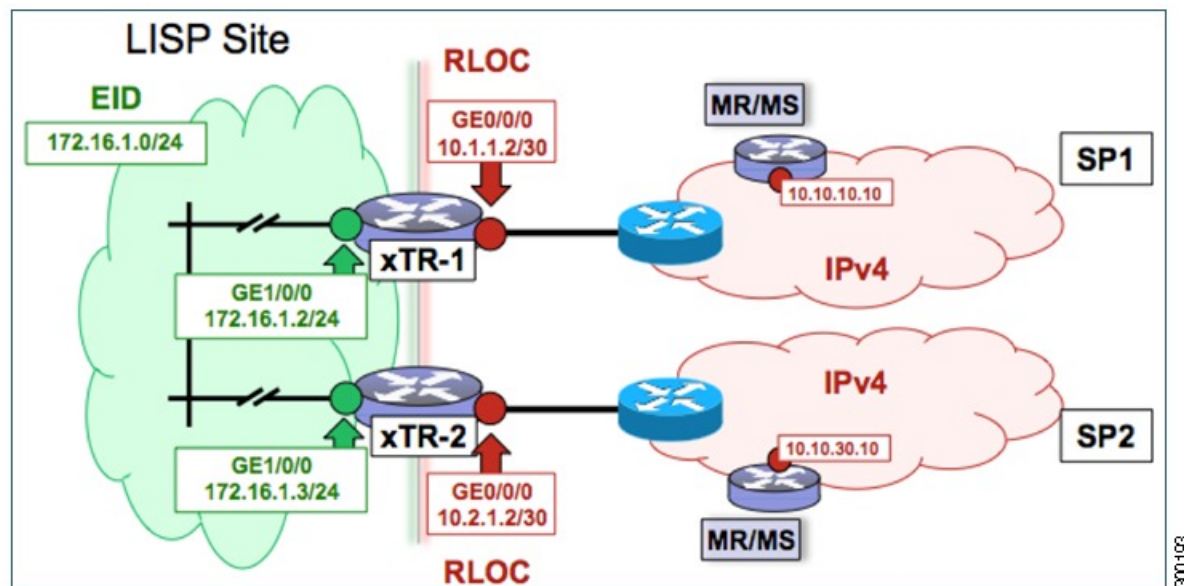 LISP Site
EID
172.16.1.0/24
RLOC
GE0/0/0
10.1.1.2/30
MR/MS
10.10.10.10
SP1
IPv4
xTR-1
GE1/0/0
172.16.1.2/24
xTR-2
GE1/0/0
172.16.1.3/24
GE0/0/0
10.2.1.2/30
RLOC
IPv4
10.10.30.10
SP2
MR/MS
300193